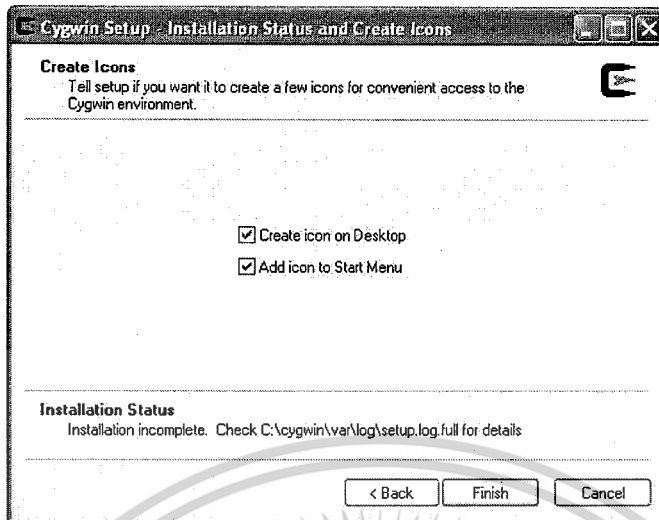 Cygwin Setup - Installation Status and Create Icons
Create Icons
Tell setup if you want it to create a few icons for convenient access to the
Cygwin environment.
Create icon on Desktop
Add icon to Start Menu
Installation Status
Installation incomplete. Check C:\cygwin\var\log\setup.log.full for details
< Back
Finish
Cancel